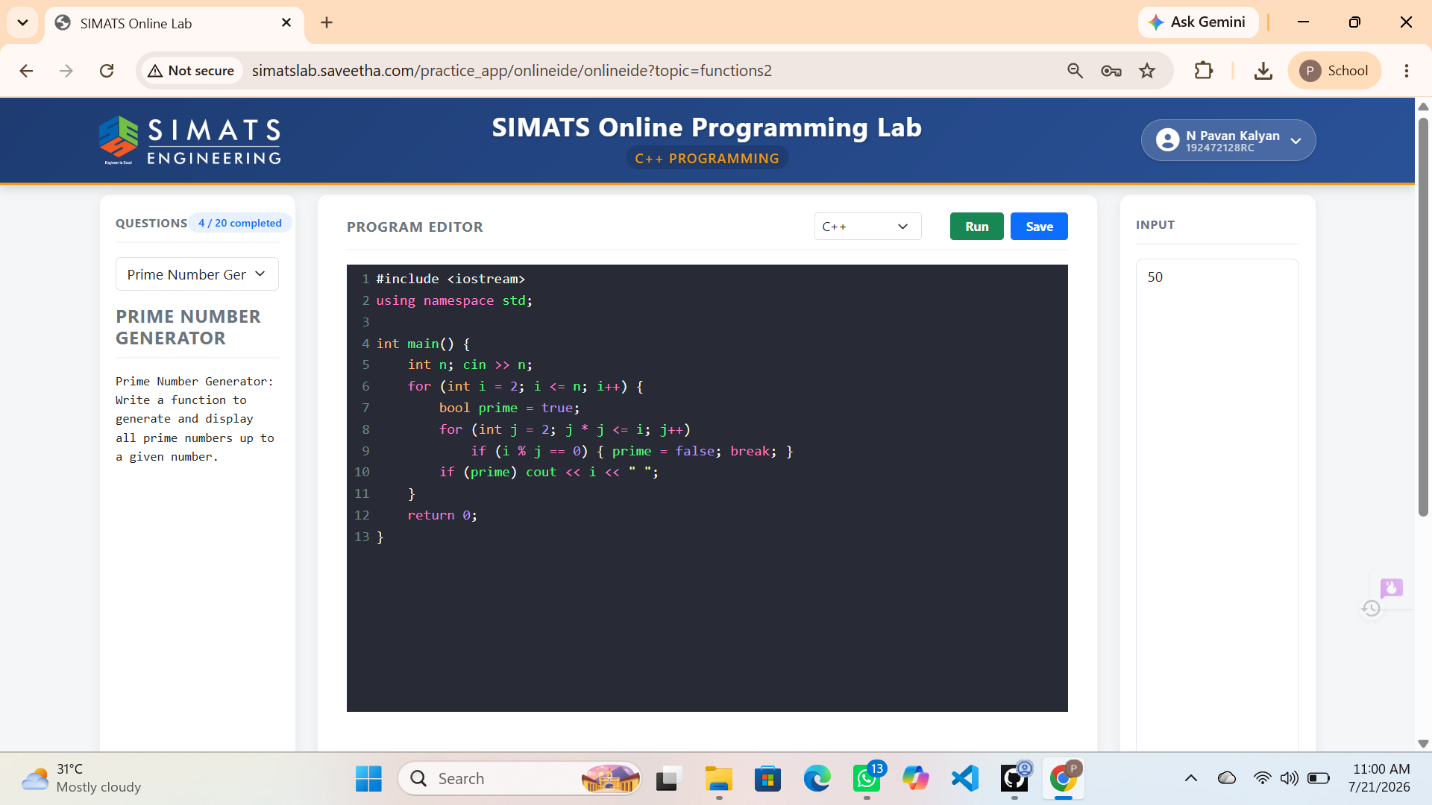 SIMATS Online Lab
Ask Gemini
Not secure
simatslab.saveetha.com/practice_app/onlineide/onlineide?topic=functions2
P
School
SIMATS
ENGINEERING
Engineer to Excel
SIMATS Online Programming Lab
C++ PROGRAMMING
N Pavan Kalyan
192472128RC
QUESTIONS
4 / 20 completed
Prime Number Ger
PRIME NUMBER
GENERATOR
Prime Number Generator:
Write a function to
generate and display
all prime numbers up to
a given number.
PROGRAM EDITOR
C++
Run
Save
1 #include <iostream>
2 using namespace std;
3
4 int main() {
5     int n; cin >> n;
6     for (int i = 2; i <= n; i++) {
7         bool prime = true;
8         for (int j = 2; j * j <= i; j++)
9             if (i % j == 0) { prime = false; break; }
10         if (prime) cout << i << " ";
11     }
12     return 0;
13 }
INPUT
50
31°C
Mostly cloudy
Search
13
P
11:00 AM
7/21/2026